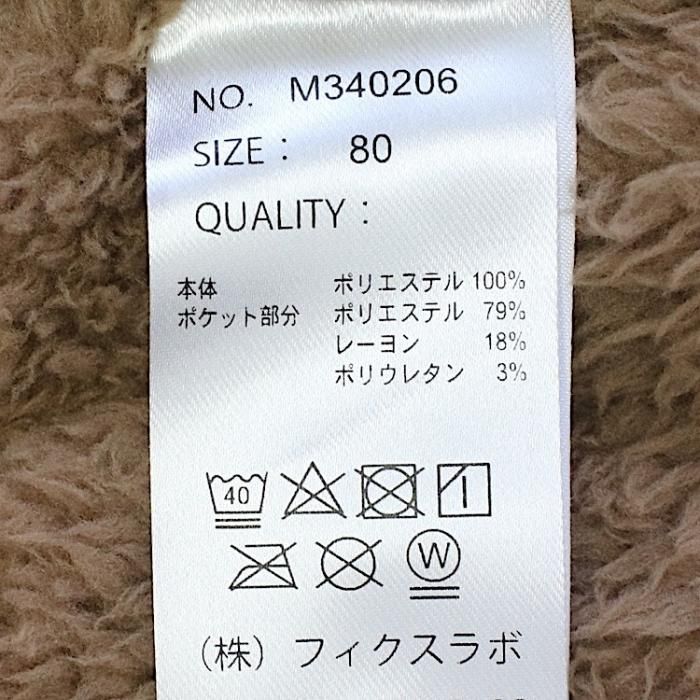 NO. M340206
SIZE : 80
QUALITY :
本体 ポリエステル 100%
ポケット部分 ポリエステル 79%
レーヨン 18%
ポリウレタン 3%
40
W
(株) フィクスラボ